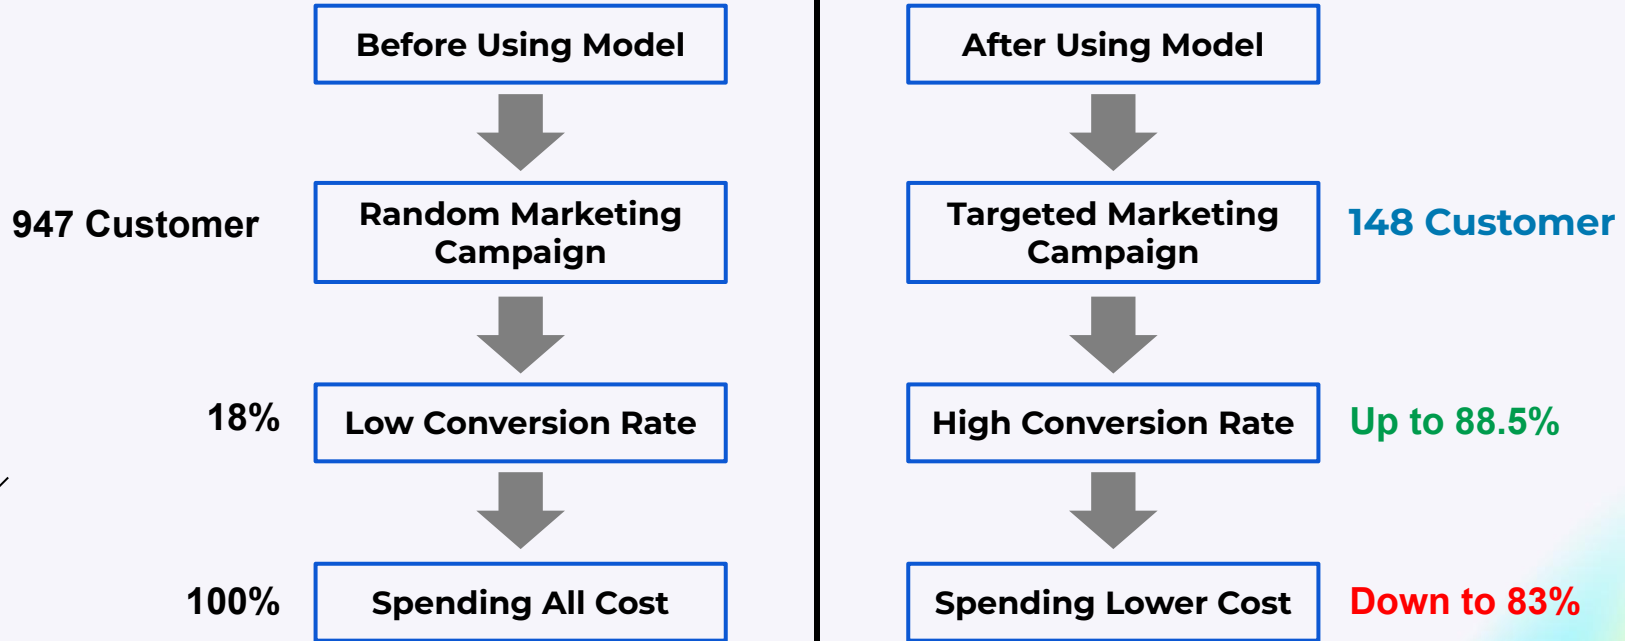 Before Using Model
947 Customer
Random Marketing
Campaign
18%
Low Conversion Rate
100%
Spending All Cost
After Using Model
Targeted Marketing
Campaign
148 Customer
High Conversion Rate
Up to 88.5%
Spending Lower Cost
Down to 83%